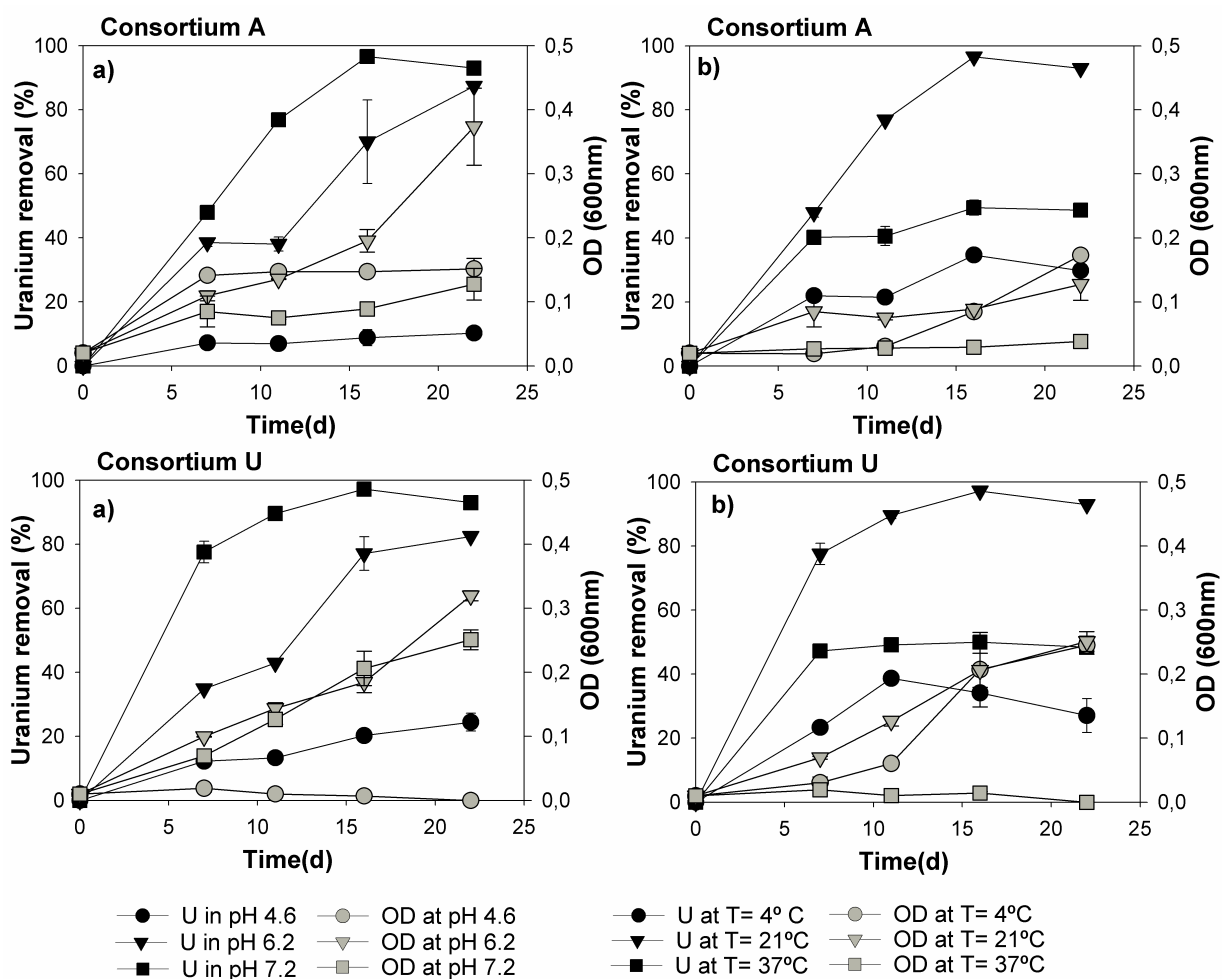 Consortium A
a)
100
80
60
40
20
0
Uranium removal (%)
0,5
0,4
0,3
0,2
0,1
0,0
OD (600nm)
0 5 10 15 20 25
Time(d)
Consortium A
b)
100
80
60
40
20
0
Uranium removal (%)
0,5
0,4
0,3
0,2
0,1
0,0
OD (600nm)
0 5 10 15 20 25
Time(d)
Consortium U
a)
100
80
60
40
20
0
Uranium removal (%)
0,5
0,4
0,3
0,2
0,1
0,0
OD (600nm)
0 5 10 15 20 25
Time(d)
Consortium U
b)
100
80
60
40
20
0
Uranium removal (%)
0,5
0,4
0,3
0,2
0,1
0,0
OD (600nm)
0 5 10 15 20 25
Time(d)
U in pH 4.6
U in pH 6.2
U in pH 7.2
OD at pH 4.6
OD at pH 6.2
OD at pH 7.2
U at T= 4º C
U at T= 21ºC
U at T= 37ºC
OD at T= 4ºC
OD at T= 21ºC
OD at T= 37ºC